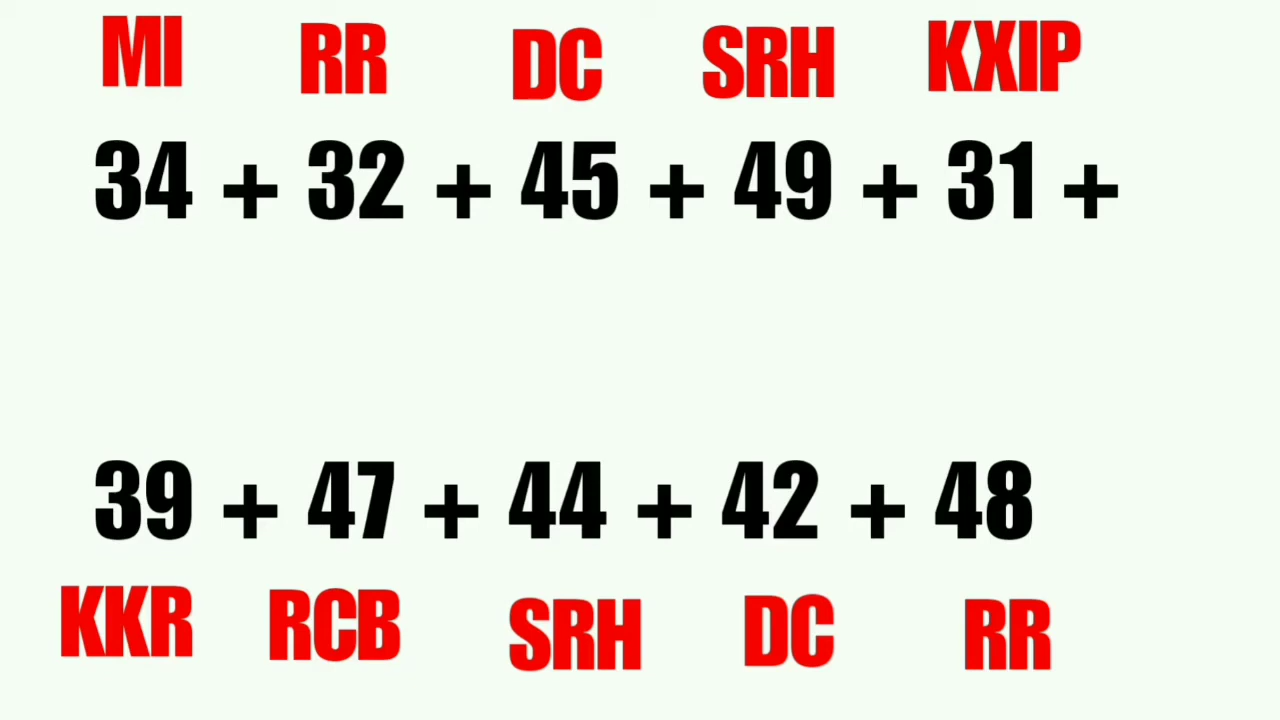 MI RR DC SRH KXIP
34 + 32 + 45 + 49 + 31 +
39 + 47 + 44 + 42 + 48
KKR RCB SRH DC RR